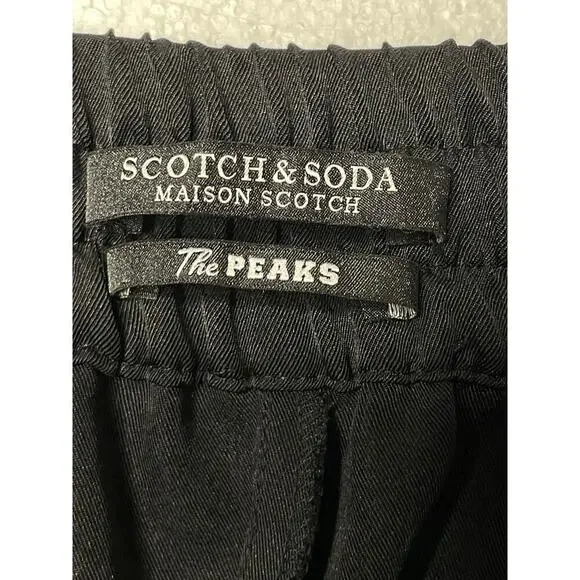 SCOTCH & SODA
MAISON SCOTCH
The PEAKS